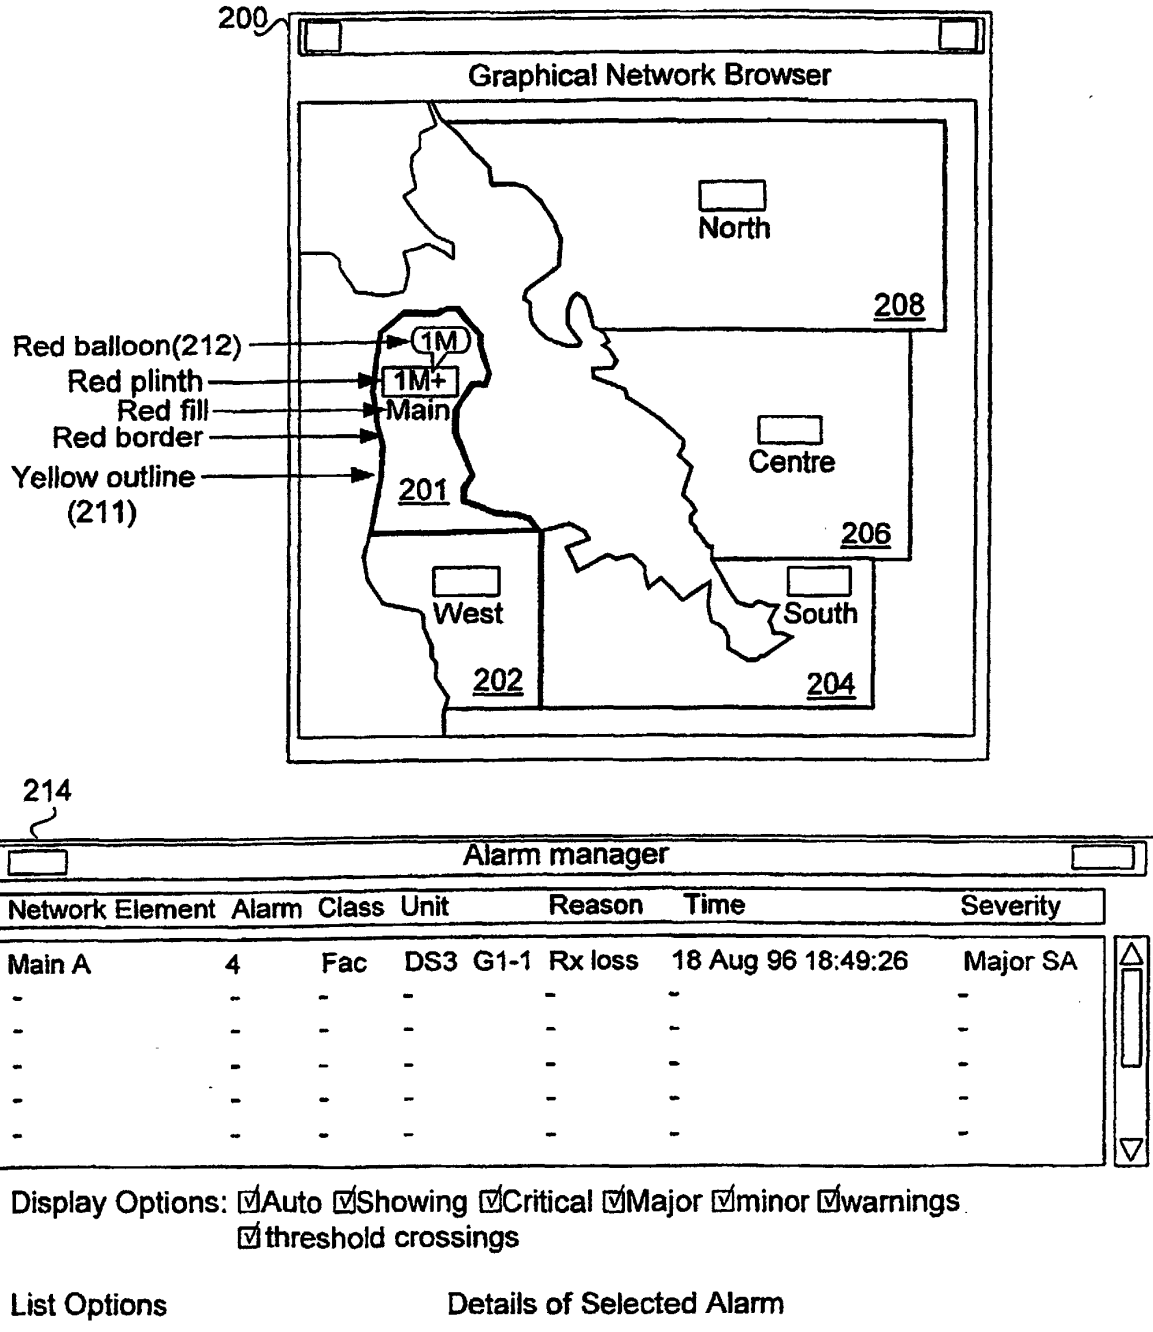 200
Graphical Network Browser
North
208
Red balloon(212)
1M
Red plinth
1M+
Red fill
Main
Red border
Centre
Yellow outline
(211)
201
206
West
South
202
204
214
Alarm manager
Network Element Alarm Class Unit Reason Time Severity
Main A 4 Fac DS3 G1-1 Rx loss 18 Aug 96 18:49:26 Major SA
- - - - - - -
- - - - - - -
- - - - - - -
- - - - - - -
- - - - - - -
Display Options: ☑Auto ☑Showing ☑Critical ☑Major ☑minor ☑warnings
☑threshold crossings
List Options Details of Selected Alarm